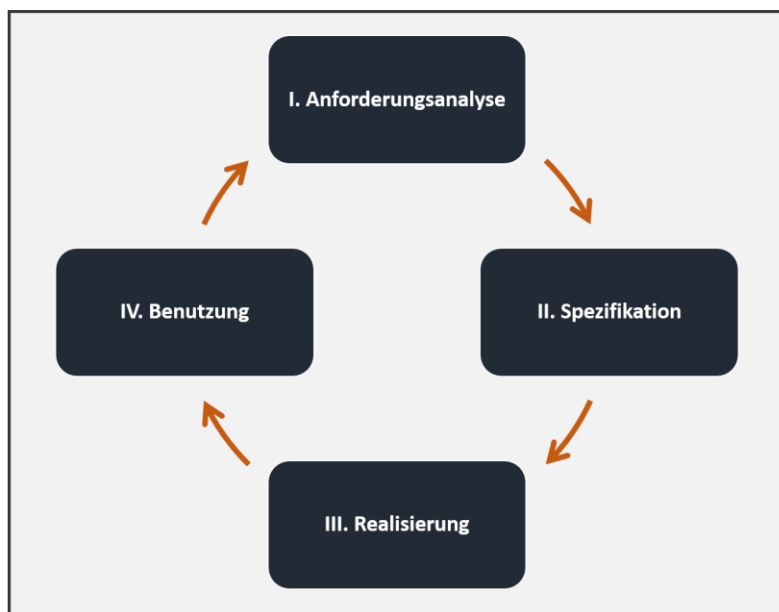 I. Anforderungsanalyse
II. Spezifikation
III. Realisierung
IV. Benutzung